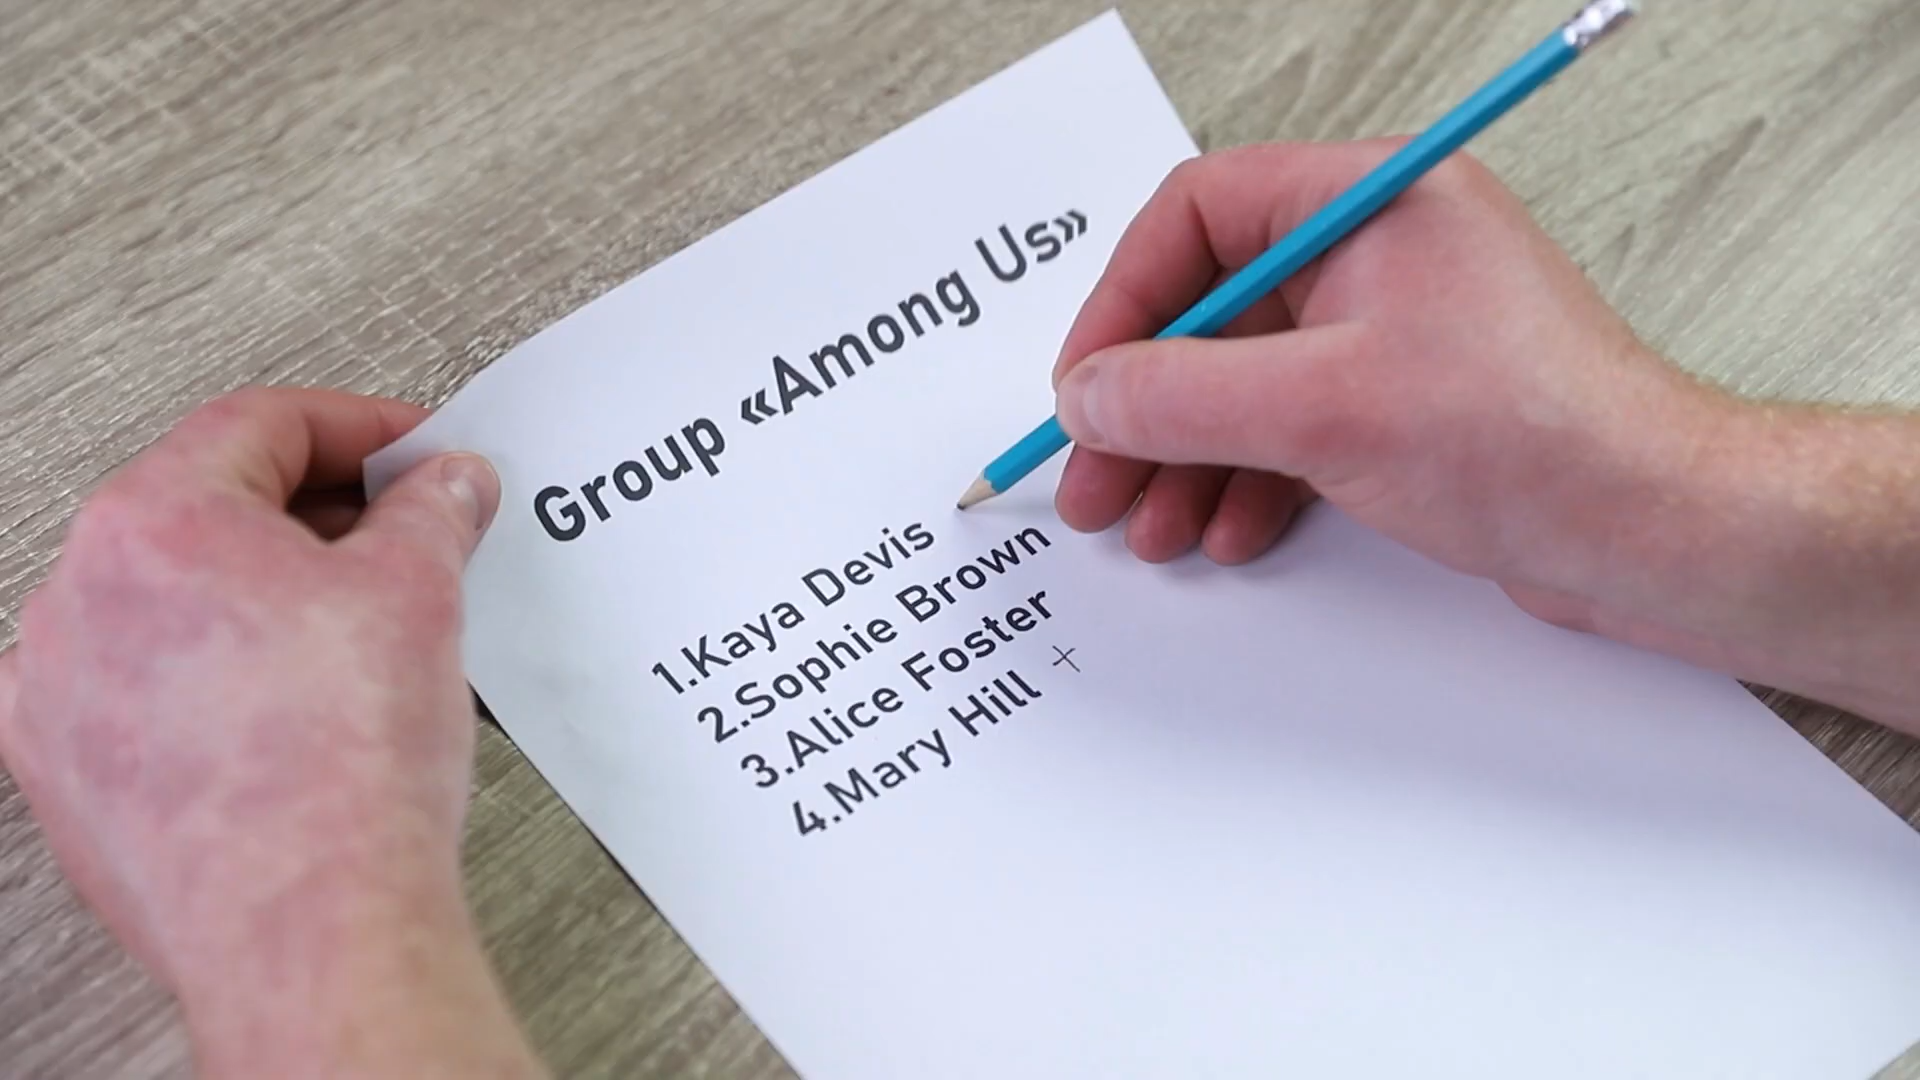 Group «Among Us»
1.Kaya Devis
2.Sophie Brown
3.Alice Foster
4.Mary Hill +